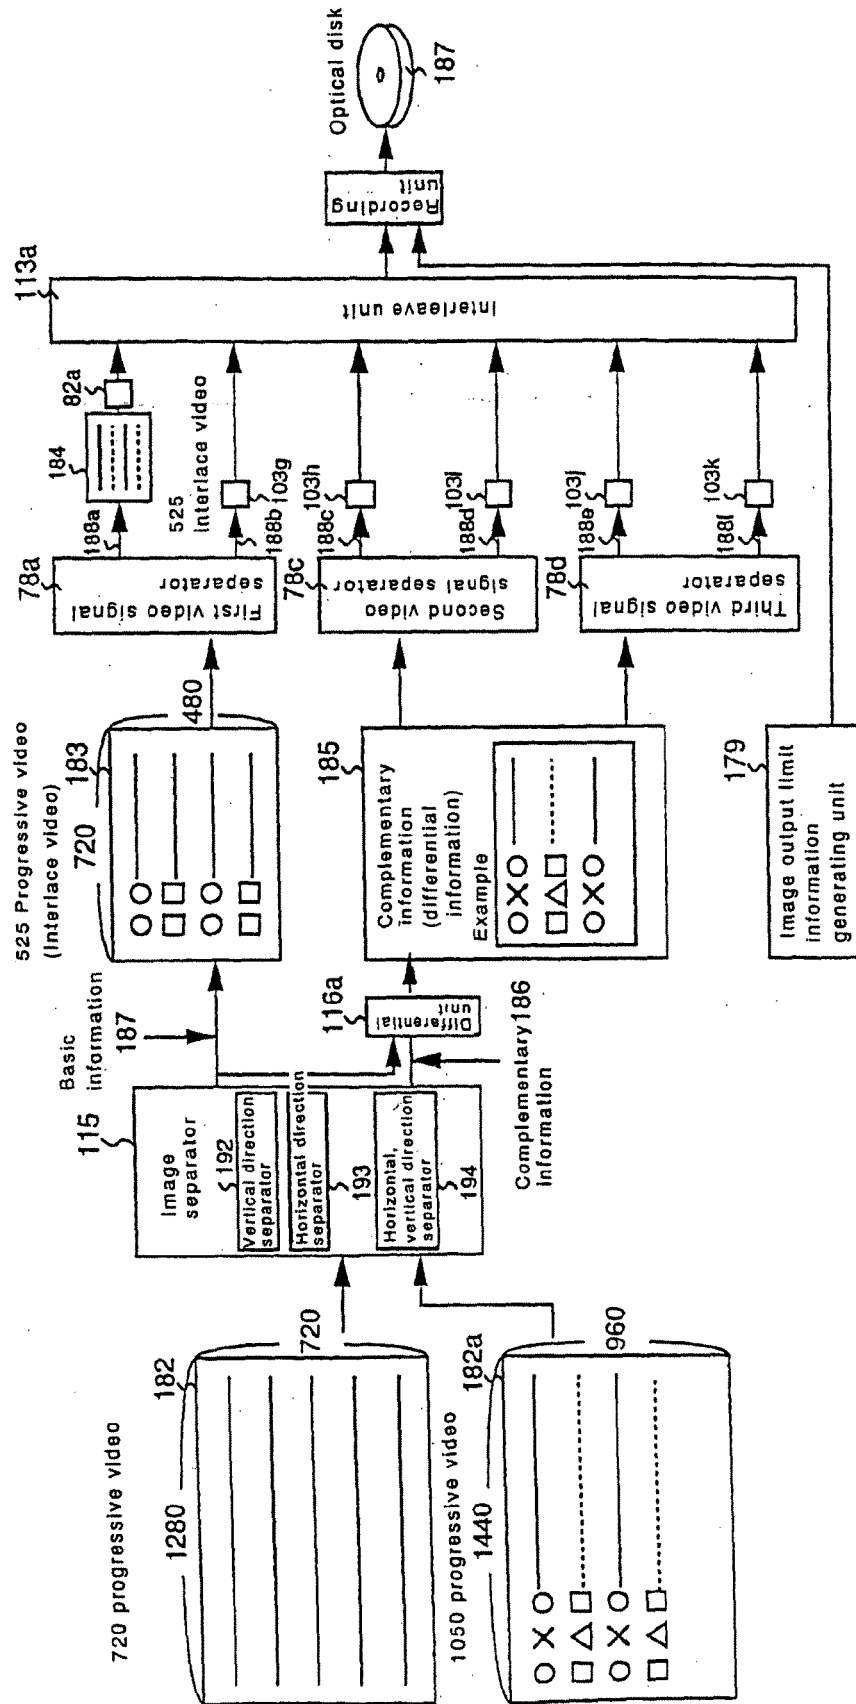 720 progressive video
1280
182
720
1050 progressive video
1440
182a
960
115
Image
separator
192
Vertical direction
separator
Horizontal direction
separator
193
Horizontal,
vertical direction
separator
194
Basic
information
187
Complementary
information
186
116a
Differential
unit
525 Progressive video
(Interlace video)
720
183
480
185
Complementary
information
(differential
information)
Example
179
Image output limit
information
generating unit
78a
First video signal
separator
78c
Second video
signal separator
78d
Third video signal
separator
188a
184
82a
525
Interlace video
188b
103g
188c
103h
188d
103i
188e
103j
188f
103k
113a
Interleave unit
Recording
unit
Optical disk
187